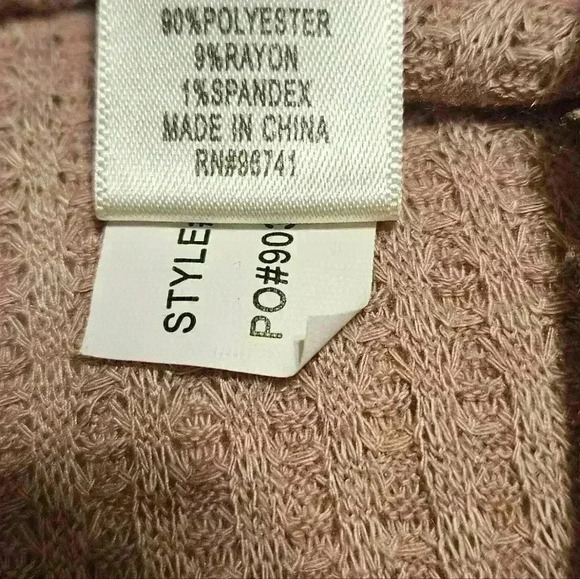 90%POLYESTER
9%RAYON
1%SPANDEX
MADE IN CHINA
RN#96741
STYLE#
PO#90